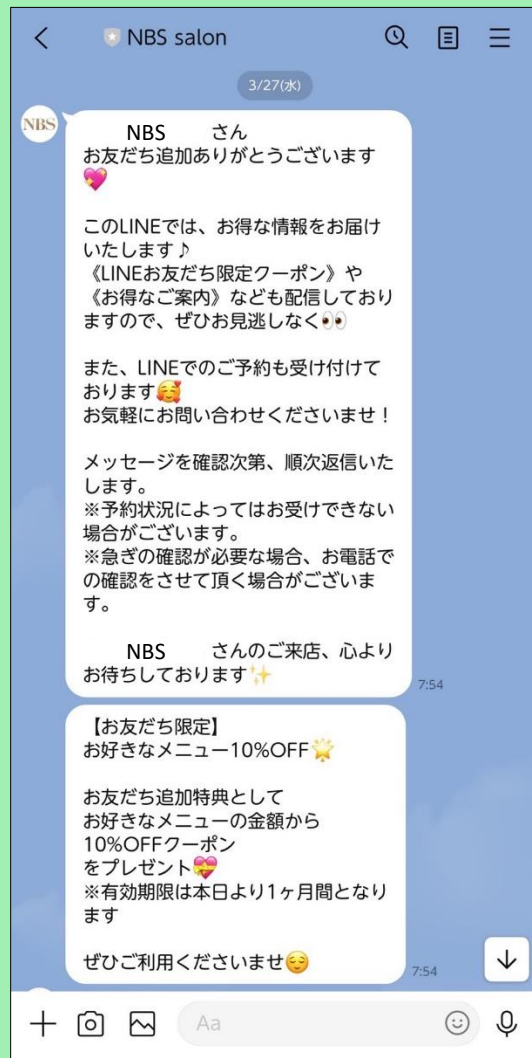 NBS salon
3/27(水)
NBS
NBS さん
お友だち追加ありがとうございます
💖
このLINEでは、お得な情報をお届け
いたします♪
《LINEお友だち限定クーポン》や
《お得なご案内》なども配信しており
ますので、ぜひお見逃しなく👀
また、LINEでのご予約も受け付けて
おります🥰
お気軽にお問い合わせくださいませ！
メッセージを確認次第、順次返信いた
します。
※予約状況によってはお受けできない
場合がございます。
※急ぎの確認が必要な場合、お電話で
の確認をさせて頂く場合がございま
す。
NBS さんのご来店、心より
お待ちしております✨
7:54
【お友だち限定】
お好きなメニュー10%OFF🌟
お友だち追加特典として
お好きなメニューの金額から
10%OFFクーポン
をプレゼント💝
※有効期限は本日より1ヶ月間となり
ます
ぜひご利用くださいませ😌
7:54
Aa